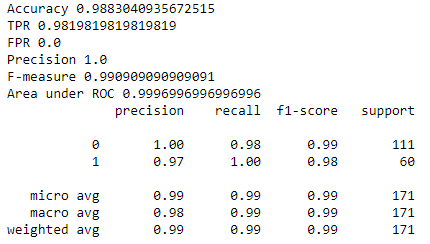 Accuracy 0.9883040935672515
TPR 0.9819819819819819
FPR 0.0
Precision 1.0
F-measure 0.990909090909091
Area under ROC 0.9996996996996996
precision recall f1-score support
0 1.00 0.98 0.99 111
1 0.97 1.00 0.98 60
micro avg 0.99 0.99 0.99 171
macro avg 0.98 0.99 0.99 171
weighted avg 0.99 0.99 0.99 171